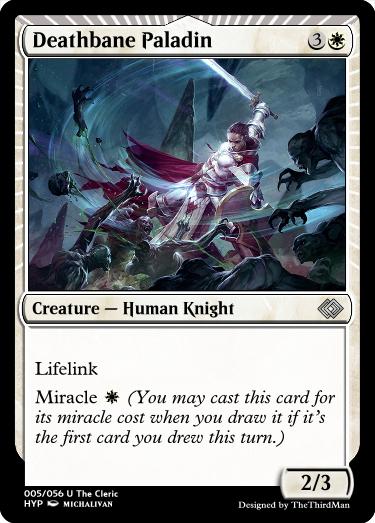 Deathbane Paladin 3
Creature — Human Knight
Lifelink
Miracle (You may cast this card for
its miracle cost when you draw it if it's
the first card you drew this turn.)
2/3
005/056 U The Cleric
HYP MICHALIVAN
Designed by TheThirdMan